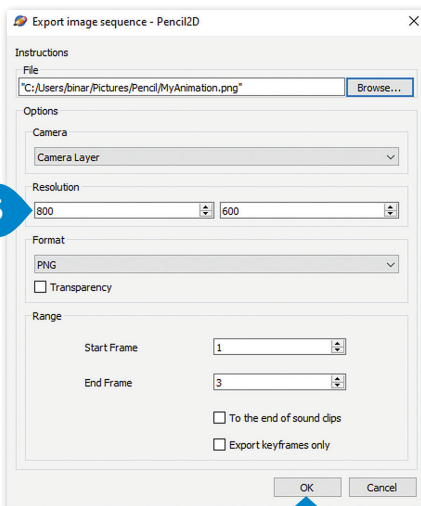 Export image sequence - Pencil2D
Instructions
File
"C:/Users/binar/Pictures/Pencil/MyAnimation.png" Browse...
Options
Camera
Camera Layer
Resolution
800 600
Format
PNG
Transparency
Range
Start Frame 1
End Frame 3
To the end of sound clips
Export keyframes only
OK Cancel